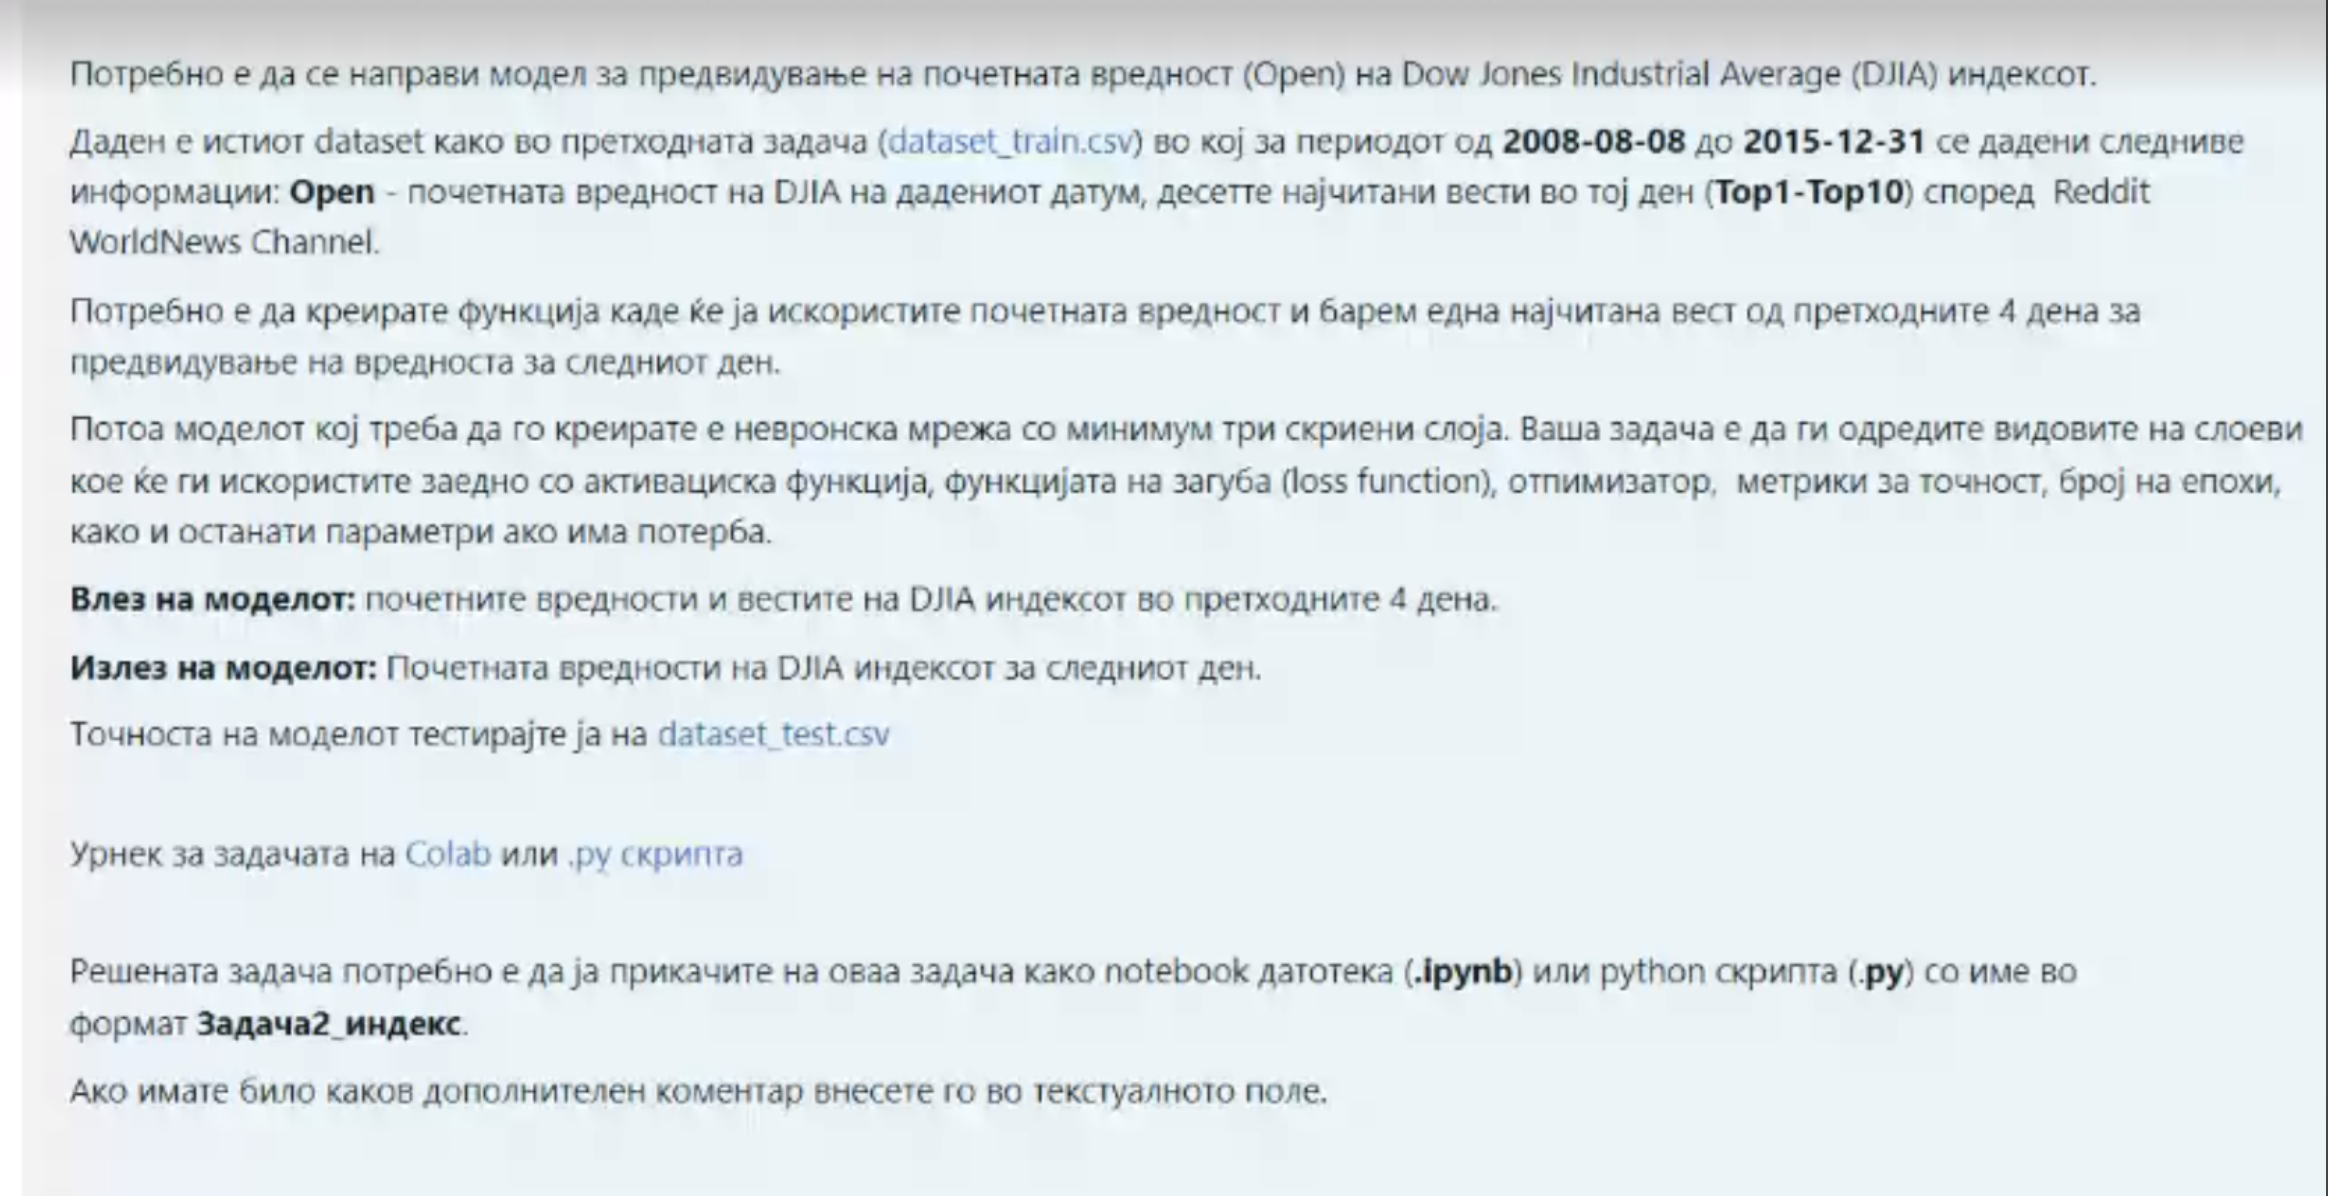 Потребно е да се направи модел за предвидување на почетната вредност (Open) на Dow Jones Industrial Average (DJIA) индексот.
Даден е истиот dataset како во претходната задача (dataset_train.csv) во кој за периодот од 2008-08-08 до 2015-12-31 се дадени следниве
информации: Open - почетната вредност на DJIA на дадениот датум, десетте најчитани вести во тој ден (Top1-Top10) според Reddit
WorldNews Channel.
Потребно е да креирате функција каде ќе ја искористите почетната вредност и барем една најчитана вест од претходните 4 дена за
предвидување на вредноста за следниот ден.
Потоа моделот кој треба да го креирате е невронска мрежа со минимум три скриени слоја. Ваша задача е да ги одредите видовите на слоеви
кое ќе ги искористите заедно со активациска функција, функцијата на загуба (loss function), отпимизатор, метрики за точност, број на епохи,
како и останати параметри ако има потерба.
Влез на моделот: почетните вредности и вестите на DJIA индексот во претходните 4 дена.
Излез на моделот: Почетната вредности на DJIA индексот за следниот ден.
Точноста на моделот тестирајте ја на dataset_test.csv
Урнек за задачата на Colab или .py скрипта
Решената задача потребно е да ја прикачите на оваа задача како notebook датотека (.ipynb) или python скрипта (.py) со име во
формат Задача2_индекс.
Ако имате било каков дополнителен коментар внесете го во текстуалното поле.